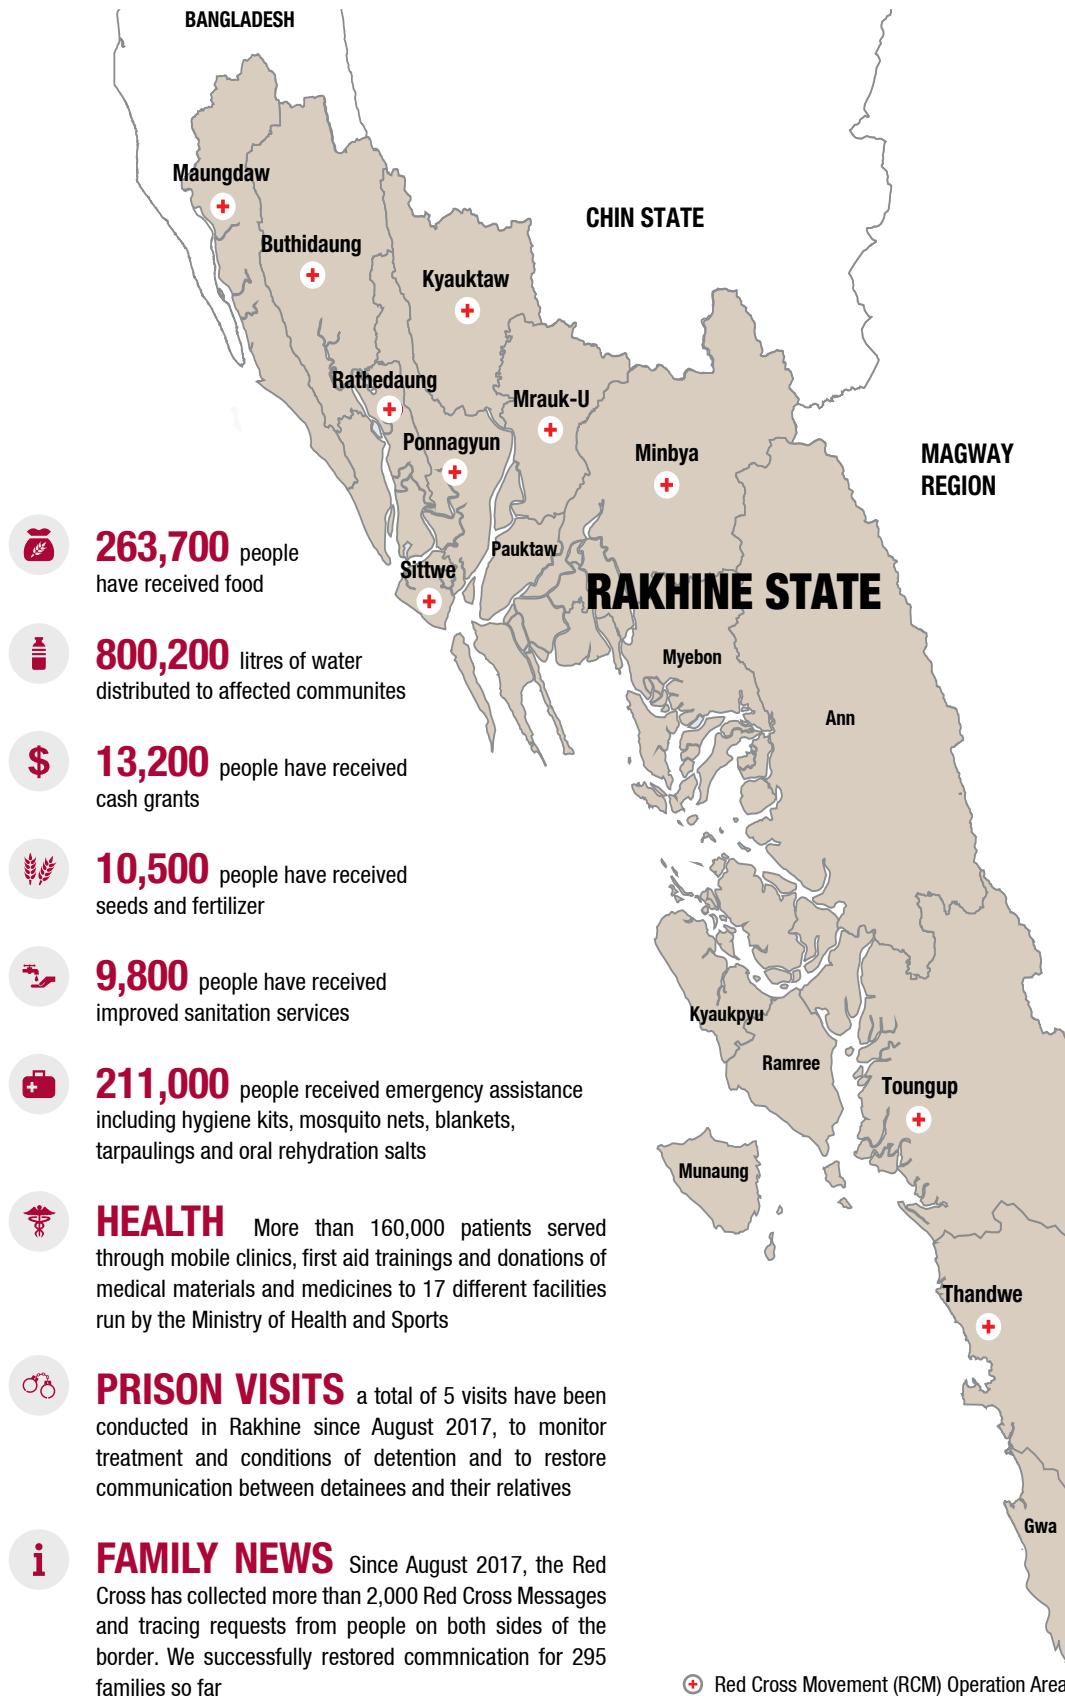 BANGLADESH
Maungdaw
CHIN STATE
Buthidaung
Kyauktaw
Rathedaung
Mrauk-U
Ponnagyun
Minbya
MAGWAY
REGION
Pauktaw
Sittwe
RAKHINE STATE
Myebon
Ann
Kyaukpyu
Ramree
Toungup
Munaung
Thandwe
Gwa
263,700 people
have received food
800,200 litres of water
distributed to affected communites
$
13,200 people have received
cash grants
10,500 people have received
seeds and fertilizer
9,800 people have received
improved sanitation services
211,000 people received emergency assistance
including hygiene kits, mosquito nets, blankets,
tarpaulings and oral rehydration salts
HEALTH More than 160,000 patients served
through mobile clinics, first aid trainings and donations of
medical materials and medicines to 17 different facilities
run by the Ministry of Health and Sports
PRISON VISITS a total of 5 visits have been
conducted in Rakhine since August 2017, to monitor
treatment and conditions of detention and to restore
communication between detainees and their relatives
i
FAMILY NEWS Since August 2017, the Red
Cross has collected more than 2,000 Red Cross Messages
and tracing requests from people on both sides of the
border. We successfully restored commnication for 295
families so far
Red Cross Movement (RCM) Operation Area